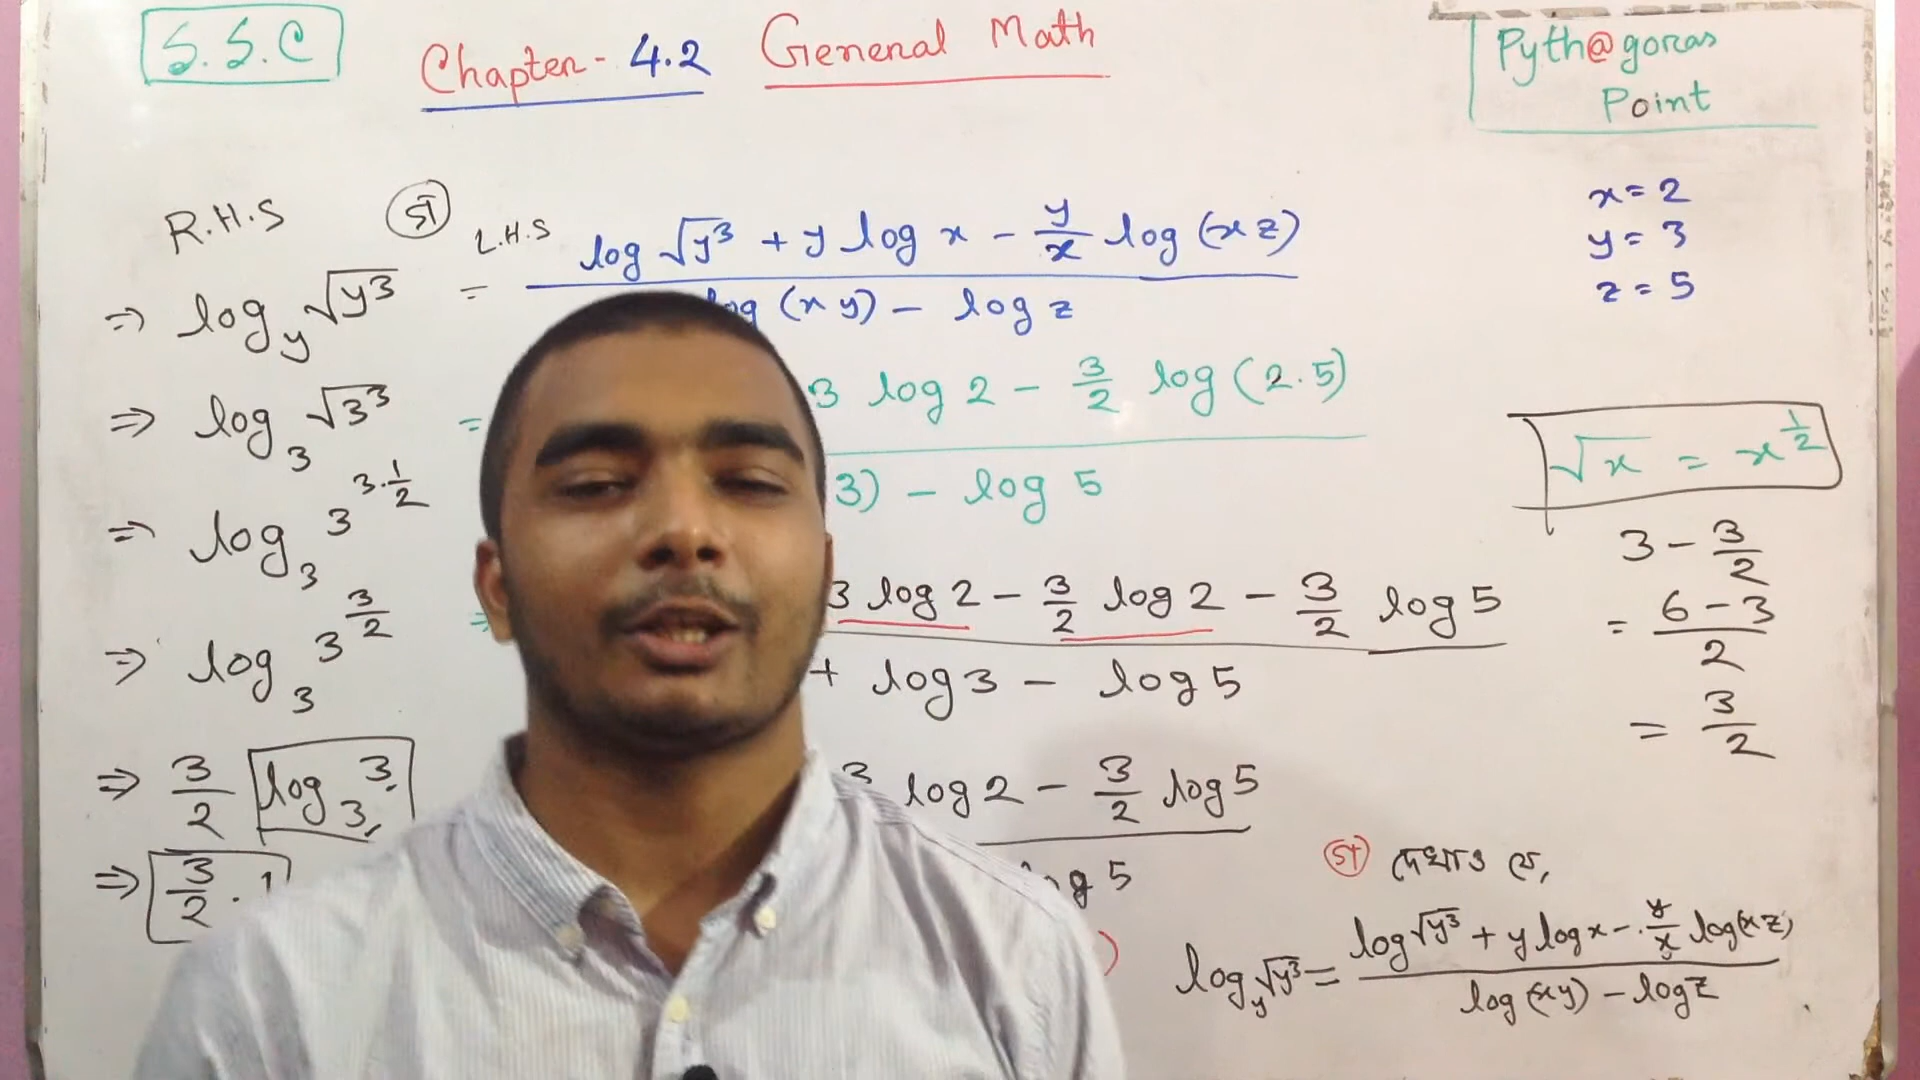 S.S.C
Chapter - 4.2 General Math
Pyth@goras
Point
R.H.S
⇒ log_y √y³
⇒ log_3 √3³
⇒ log_3 3^{3·1/2}
⇒ log_3 3^{3/2}
⇒ 3/2 log_3 3
⇒ 3/2 · 1
গ
L.H.S
= log √y³ + y log x - y/x log (xz)
(xy) - log z
= 3 log 2 - 3/2 log (2.5)
3) - log 5
⇒ 3 log 2 - 3/2 log 2 - 3/2 log 5
+ log 3 - log 5
log 2 - 3/2 log 5
5
x = 2
y = 3
z = 5
√x = x^{1/2}
3 - 3/2
= 6 - 3 / 2
= 3/2
গ দেখাও যে,
log_y √y³ = log √y³ + y log x - y/x log (xz)
log (xy) - log z